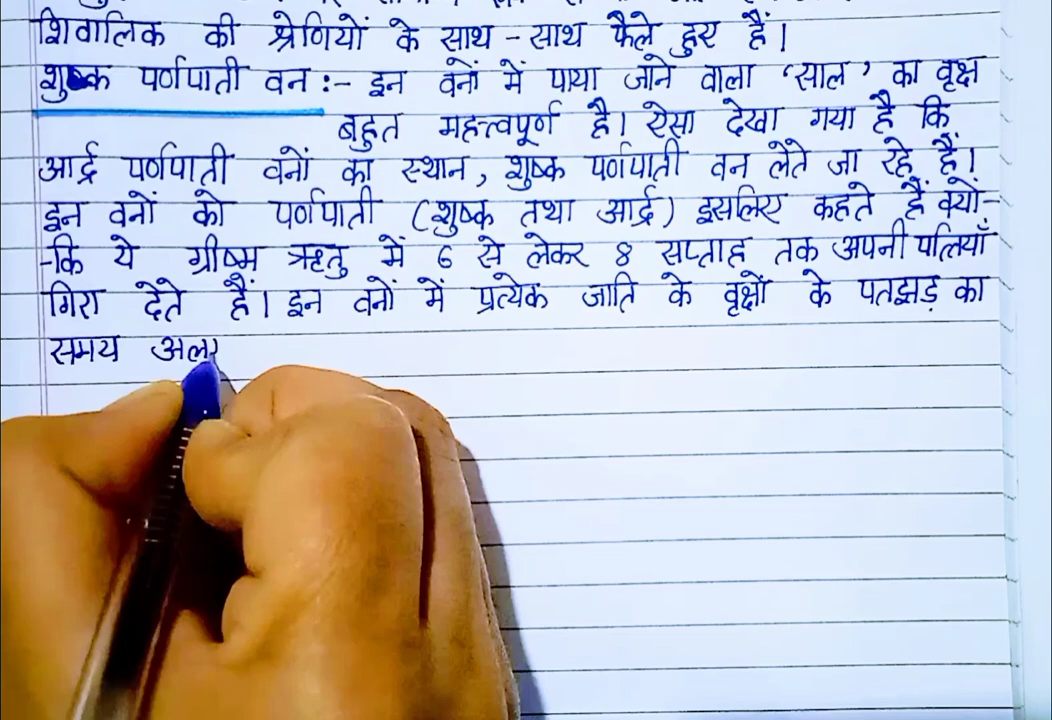 शिवालिक की श्रेणियों के साथ - साथ फैले हुए हैं।
शुष्क पर्णपाती वन :- इन वनों में पाया जाने वाला 'साल' का वृक्ष
बहुत महत्त्वपूर्ण है। ऐसा देखा गया है कि
आर्द्र पर्णपाती वनों का स्थान, शुष्क पर्णपाती वन लेते जा रहे हैं।
इन वनों को पर्णपाती (शुष्क तथा आर्द्र) इसलिए कहते हैं क्यों-
-कि ये ग्रीष्म ऋतु में 6 से लेकर 8 सप्ताह तक अपनी पत्तियाँ
गिरा देते हैं। इन वनों में प्रत्येक जाति के वृक्षों के पतझड़ का
समय